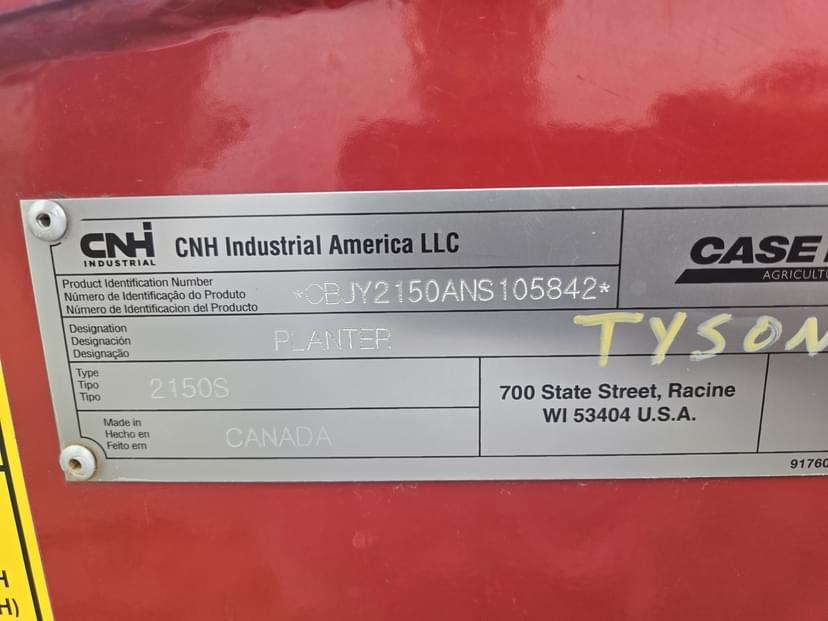 CNH
INDUSTRIAL
CNH Industrial America LLC
CASE
AGRICULTU
Product Identification Number
Número de Identificação do Produto
Número de Identificacion del Producto
*CBJY2150ANS105842*
Designation
Designación
Designação
PLANTER
TYSON
Type
Tipo
Tipo
2150S
700 State Street, Racine
WI 53404 U.S.A.
Made in
Hecho en
Feito em
CANADA
91760
H
H)